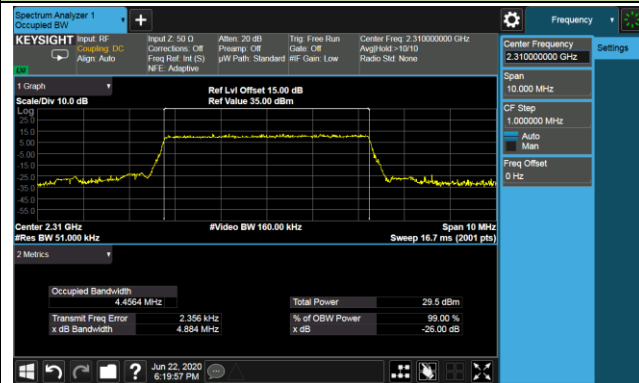 Spectrum Analyzer 1
Occupied BW
Frequency
KEYSIGHT
Input: RF
Coupling: DC
Align: Auto
Input Z: 50 Ω
Corrections: Off
Freq Ref: Int (S)
NFE: Adaptive
Atten: 20 dB
Preamp: Off
µW Path: Standard
Trig: Free Run
Gate: Off
#IF Gain: Low
Center Freq: 2.310000000 GHz
Avg|Hold >10/10
Radio Std: None
Center Frequency
2.310000000 GHz
Settings
Span
10.000 MHz
CF Step
1.000000 MHz
Auto
Man
Freq Offset
0 Hz
1 Graph
Scale/Div 10.0 dB
Ref Lvl Offset 15.00 dB
Ref Value 35.00 dBm
Log
25.0
15.0
5.00
-5.00
-15.0
-25.0
-35.0
-45.0
-55.0
Center 2.31 GHz
#Res BW 51.000 kHz
#Video BW 160.00 kHz
Span 10 MHz
Sweep 16.7 ms (2001 pts)
2 Metrics
Occupied Bandwidth
4.4564 MHz
Transmit Freq Error 2.356 kHz
x dB Bandwidth 4.884 MHz
Total Power 29.5 dBm
% of OBW Power 99.00 %
x dB -26.00 dB
?
Jun 22, 2020
6:19:57 PM